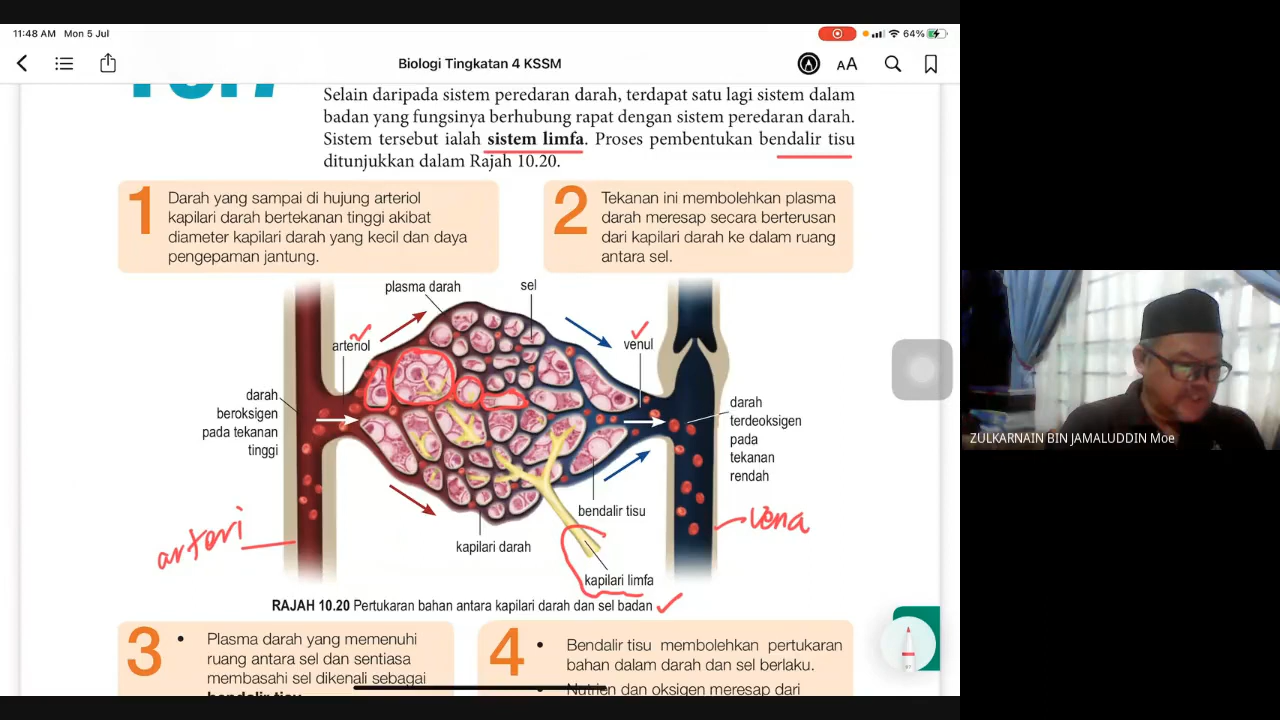 11:48 AM Mon 5 Jul
64%
Biologi Tingkatan 4 KSSM
AA
Selain daripada sistem peredaran darah, terdapat satu lagi sistem dalam
badan yang fungsinya berhubung rapat dengan sistem peredaran darah.
Sistem tersebut ialah sistem limfa. Proses pembentukan bendalir tisu
ditunjukkan dalam Rajah 10.20.
1
Darah yang sampai di hujung arteriol
kapilari darah bertekanan tinggi akibat
diameter kapilari darah yang kecil dan daya
pengepaman jantung.
2
Tekanan ini membolehkan plasma
darah meresap secara berterusan
dari kapilari darah ke dalam ruang
antara sel.
plasma darah
sel
arteriol
venul
darah
beroksigen
pada tekanan
tinggi
darah
terdeoksigen
pada
tekanan
rendah
bendalir tisu
kapilari darah
kapilari limfa
arteri
vena
RAJAH 10.20 Pertukaran bahan antara kapilari darah dan sel badan
3
• Plasma darah yang memenuhi
ruang antara sel dan sentiasa
membasahi sel dikenali sebagai
bendalir tisu
4
• Bendalir tisu membolehkan pertukaran
bahan dalam darah dan sel berlaku.
• Nutrien dan oksigen meresap dari
ZULKARNAIN BIN JAMALUDDIN Moe